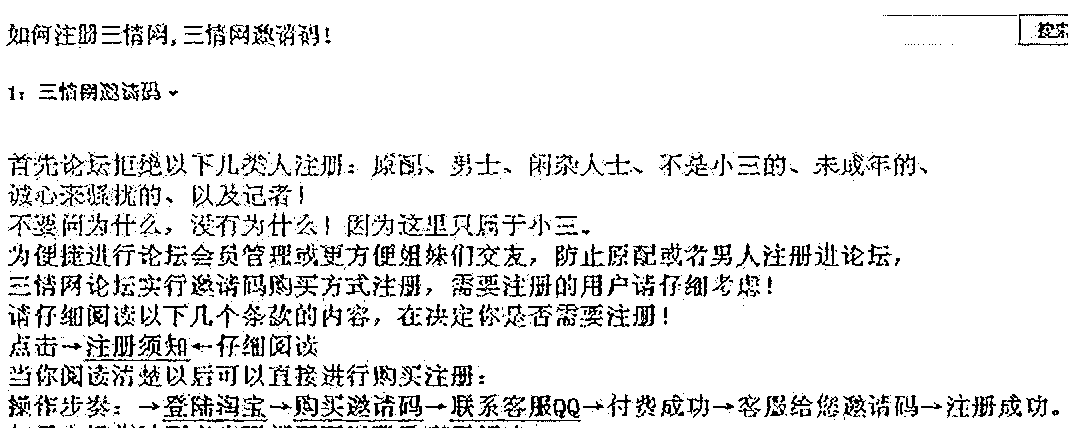 如何注册三情网,三情网邀请码!
搜索
1：三情网邀请码
首先论坛拒绝以下几类人注册：原配、男士、闲杂人士、不是小三的、未成年的、
诚心来骚扰的、以及记者!
不要问为什么，没有为什么! 因为这里只属于小三。
为便捷进行论坛会员管理或更方便姐妹们交友，防止原配或者男人注册进论坛，
三情网论坛实行邀请码购买方式注册，需要注册的用户请仔细考虑!
请仔细阅读以下几个条款的内容，在决定你是否需要注册!
点击→注册须知←仔细阅读
当你阅读清楚以后可以直接进行购买注册：
操作步奏：→登陆淘宝→购买邀请码→联系客服QQ→付费成功→客服给您邀请码→注册成功。